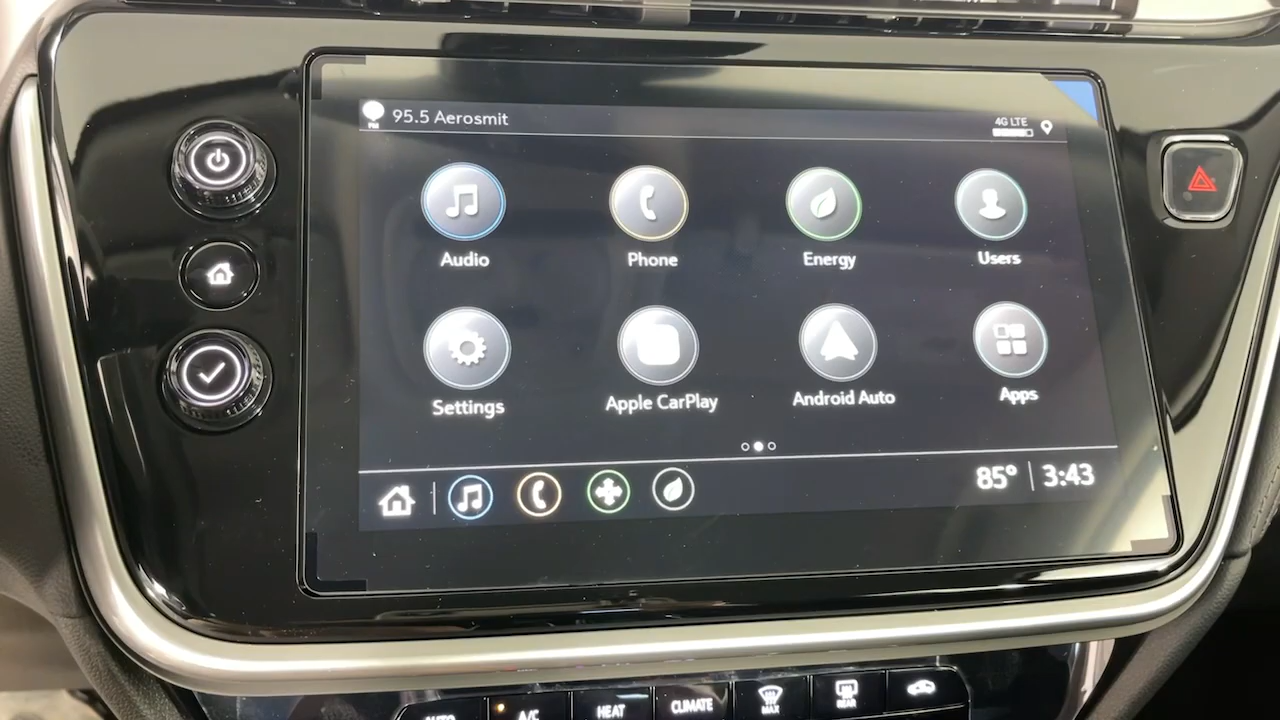 95.5 Aerosmit
FM
4G LTE
Audio
Phone
Energy
Users
Settings
Apple CarPlay
Android Auto
Apps
85° 3:43
AUTO
A/C
HEAT
CLIMATE
MAX
REAR